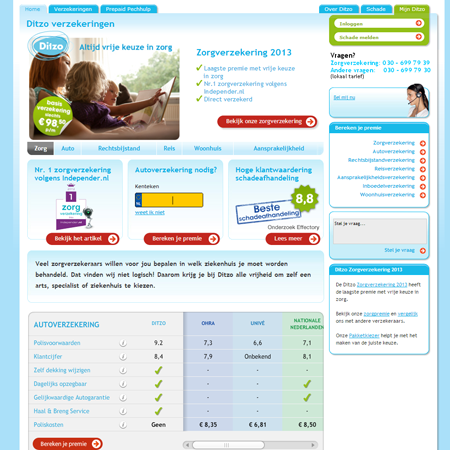 Home Verzekeringen Prepaid Pechhulp Over Ditzo Schade Mijn Ditzo
Ditzo verzekeringen
Inloggen
Schade melden
Ditzo
Altijd vrije keuze in zorg
basis verzekering
€ 98,50
Zorgverzekering 2013
Laagste premie met vrije keuze
in zorg
Nr.1 zorgverzekering volgens
Independer.nl
Direct verzekerd
Bekijk onze zorgverzekering
Vragen?
Zorgverzekering: 030 - 699 79 39
Andere vragen: 030 - 699 79 30
(lokaal tarief)
Bel mij nu
Zorg Auto Rechtsbijstand Reis Woonhuis Aansprakelijkheid
Bereken je premie
Zorgverzekering
Autoverzekering
Rechtsbijstandverzekering
Reisverzekering
Aansprakelijkheidsverzekering
Inboedelverzekering
Woonhuisverzekering
Nr. 1 zorgverzekering
volgens Independer.nl
1
zorg
verzekering
Bekijk het artikel
Autoverzekering nodig?
Kenteken
weet ik niet
Bereken je premie
Hoge klantwaardering
schadeafhandeling
8,8
Beste
schadeafhandeling
Onderzoek Effectory
Lees meer
Stel je vraag...
Stel je vraag
Veel zorgverzekeraars willen voor jou bepalen in welk ziekenhuis je moet worden
behandeld. Dat vinden wij niet logisch! Daarom krijg je bij Ditzo alle vrijheid om zelf een
arts, specialist of ziekenhuis te kiezen.
Ditzo Zorgverzekering 2013
De Ditzo Zorgverzekering 2013 heeft
de laagste premie met vrije keuze in
zorg.
Bekijk onze zorgpremie en vergelijk
ons met andere verzekeraars.
Onze Pakketkiezer helpt je met het
maken van de juiste keuze.
AUTOVERZEKERING DITZO OHRA UNIVÉ NATIONALE NEDERLANDEN
Polisvoorwaarden 9.2 7,3 6,6 7,1
Klantcijfer 8,4 7,9 Onbekend 8,1
Zelf dekking wijzigen - -
Dagelijks opzegbaar - -
Gelijkwaardige Autogarantie - -
Haal & Breng Service - - -
Poliskosten Geen € 8,35 € 6,81 € 8,50
Bereken je premie